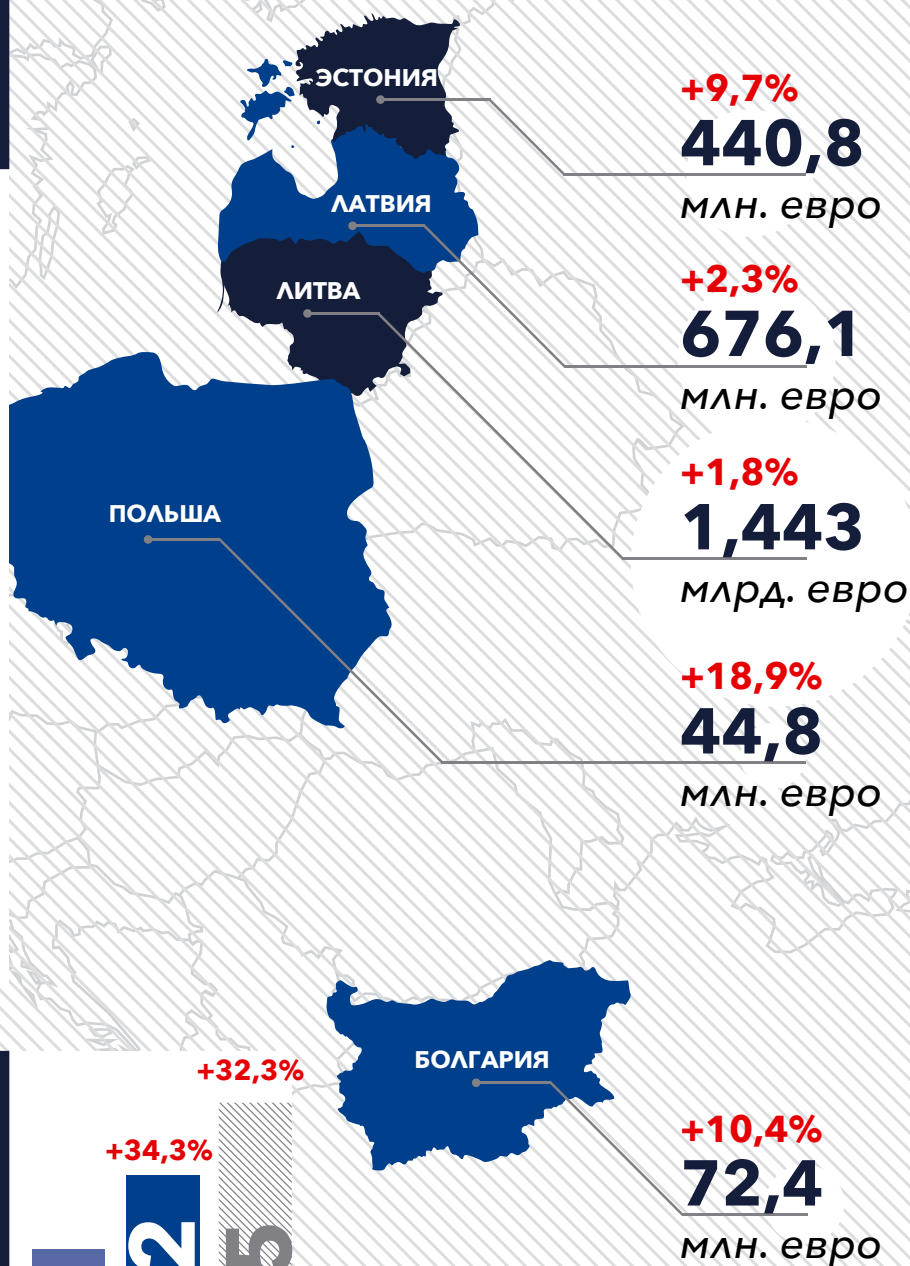 ЭСТОНИЯ
+9,7%
440,8
млн. евро
ЛАТВИЯ
+2,3%
676,1
млн. евро
ЛИТВА
+1,8%
1,443
млрд. евро
ПОЛЬША
+18,9%
44,8
млн. евро
БОЛГАРИЯ
+10,4%
72,4
млн. евро
+32,3%
+34,3%
2
5